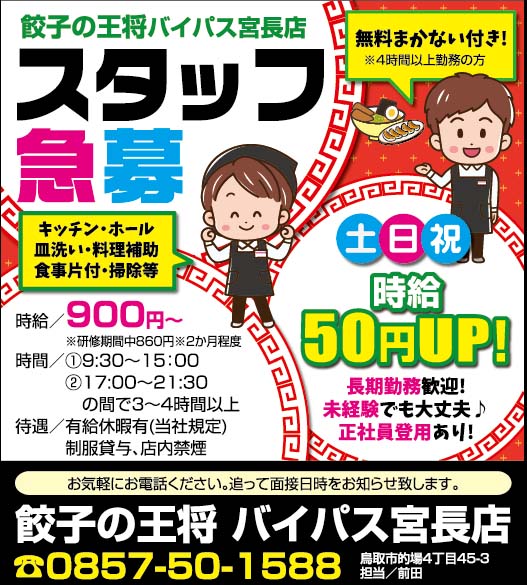 餃子の王将バイパス宮長店
スタッフ
急募
無料まかない付き!
※4時間以上勤務の方
キッチン・ホール
皿洗い・料理補助
食事片付・掃除等
土日祝
時給
50円UP!
長期勤務歓迎!
未経験でも大丈夫♪
正社員登用あり!
時給/900円〜
※研修期間中860円※2か月程度
時間/①9:30〜15:00
②17:00〜21:30
の間で3〜4時間以上
待遇/有給休暇有(当社規定)
制服貸与、店内禁煙
お気軽にお電話ください。追って面接日時をお知らせ致します。
餃子の王将 バイパス宮長店
☎0857-50-1588
鳥取市的場4丁目45-3
担当/前田